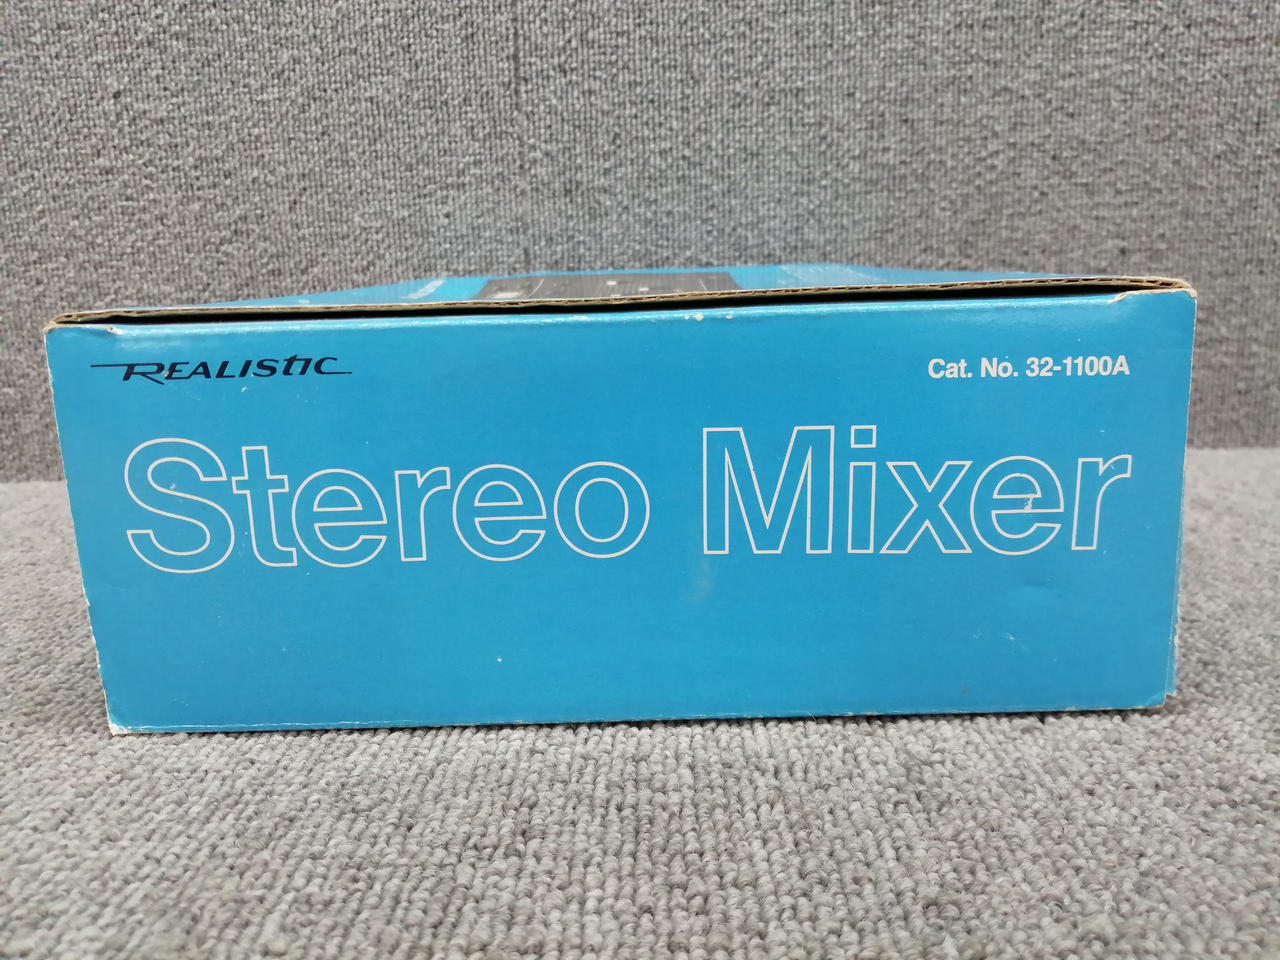 REALISTIC
Cat. No. 32-1100A
Stereo Mixer